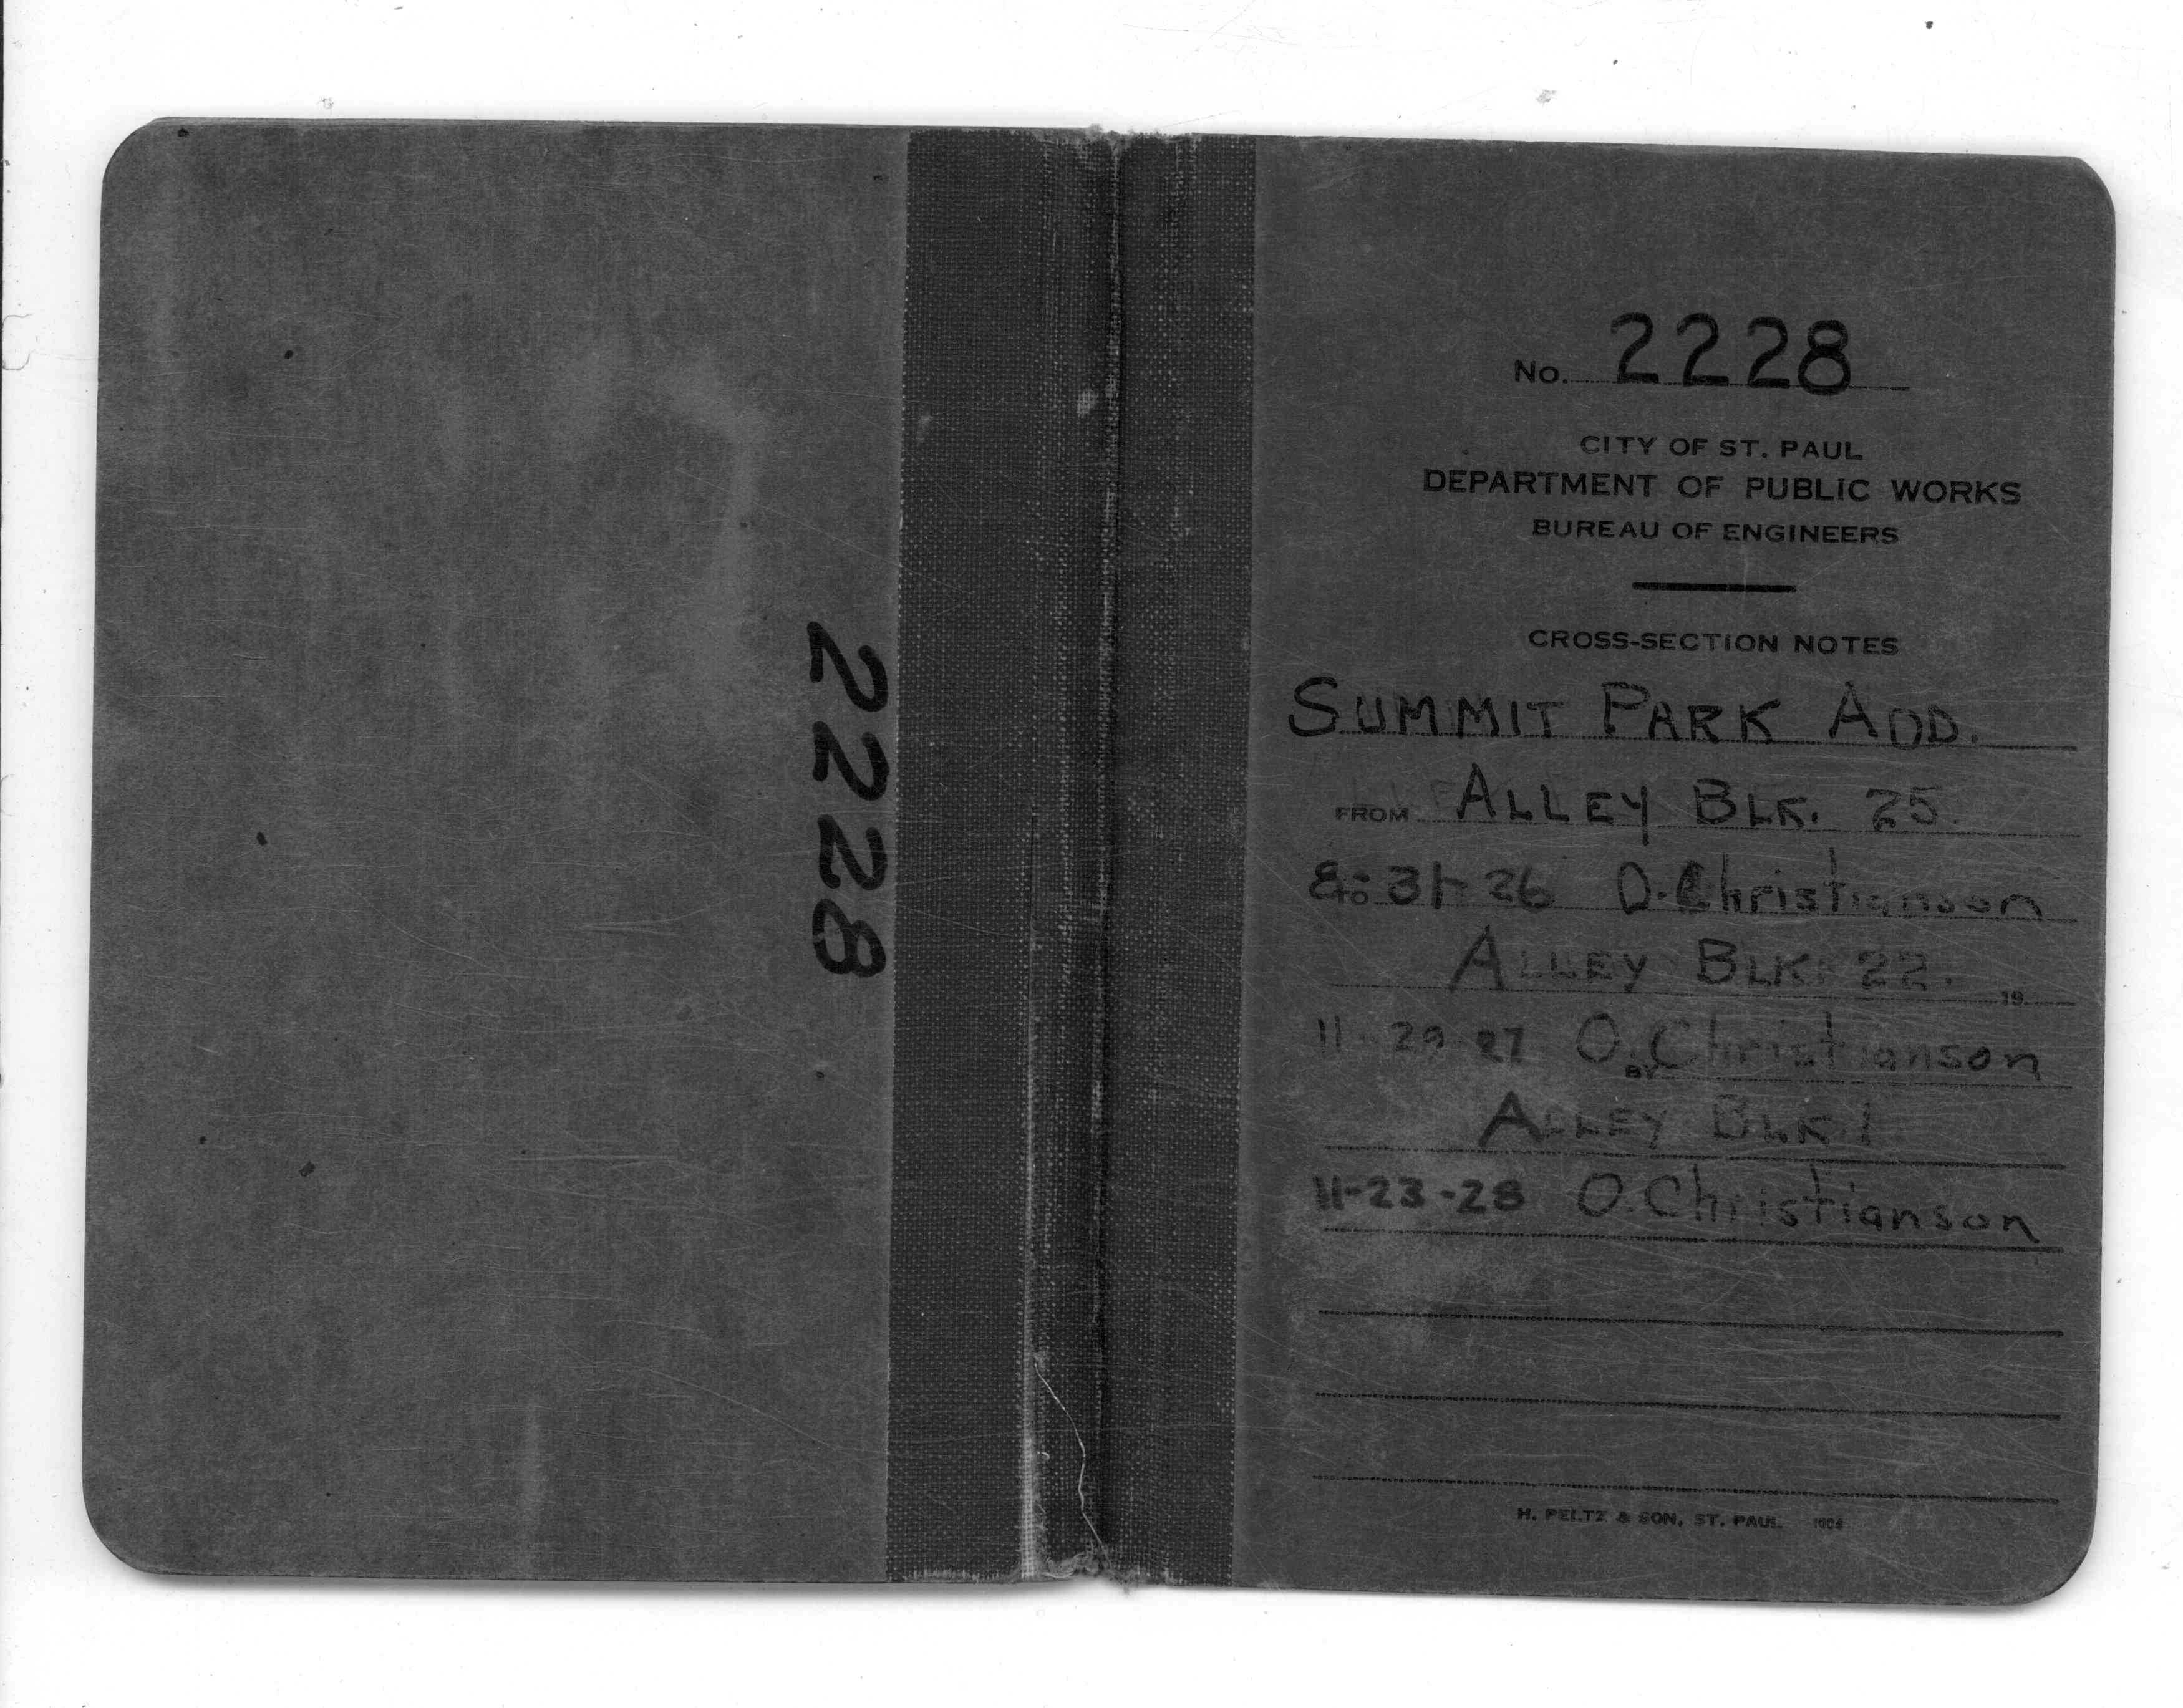 2228
No. 2228
CITY OF ST. PAUL
DEPARTMENT OF PUBLIC WORKS
BUREAU OF ENGINEERS
CROSS-SECTION NOTES
SUMMIT PARK ADD.
FROM ALLEY BLK. 25.
8-31-26 O. Christianson
ALLEY BLK. 22.
19
11-29-27 O. Christianson
BY
ALLEY BLK. 1
11-23-28 O. Christianson
H. PELTZ & SON, ST. PAUL